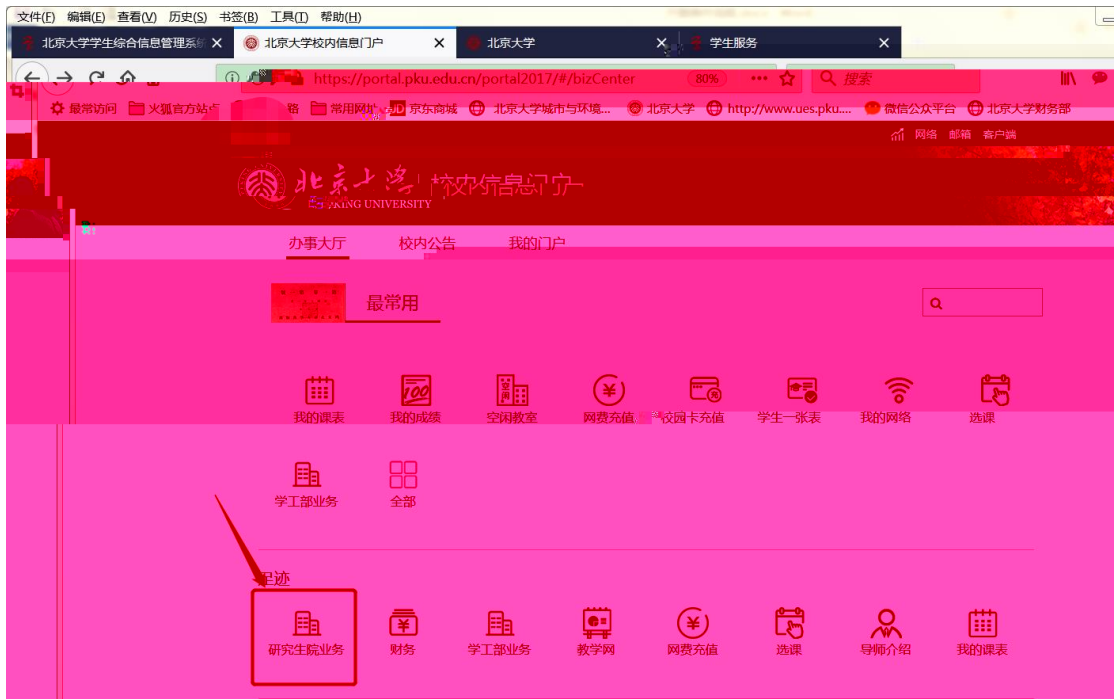 文件(F) 编辑(E) 查看(V) 历史(S) 书签(B) 工具(T) 帮助(H)
北京大学学生综合信息管理系统 北京大学校内信息门户 北京大学 学生服务
https://portal.pku.edu.cn/portal2017/#/bizCenter 80% 搜索
最常访问 火狐官方站点 常用网址 JD 京东商城 北京大学城市与环境... 北京大学 http://www.ues.pku.... 微信公众平台 北京大学财务部
网络 邮箱 客户端
北京大学 校内信息门户
PEKING UNIVERSITY
办事大厅 校内公告 我的门户
最常用
我的课表 我的成绩 空闲教室 网费充值 校园卡充值 学生一张表 我的网络 选课
学工部业务 全部
足迹
研究生院业务 财务 学工部业务 教学网 网费充值 选课 导师介绍 我的课表